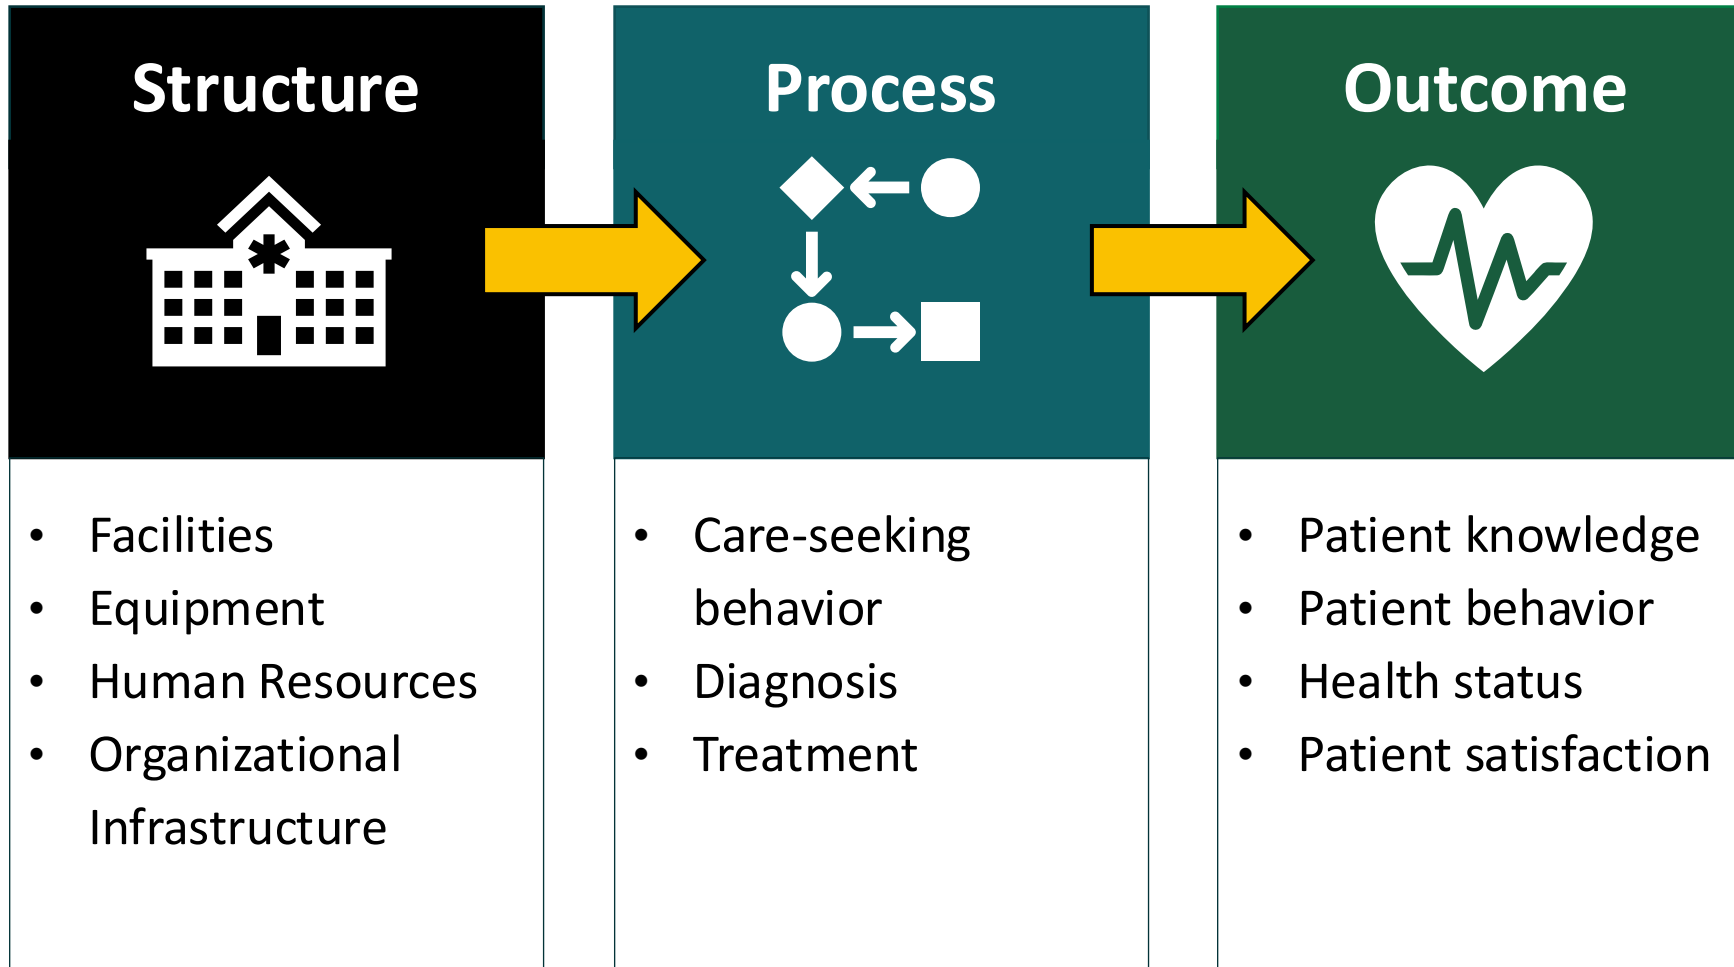 Structure
• Facilities
• Equipment
• Human Resources
• Organizational
Infrastructure
Process
• Care-seeking
behavior
• Diagnosis
• Treatment
Outcome
• Patient knowledge
• Patient behavior
• Health status
• Patient satisfaction